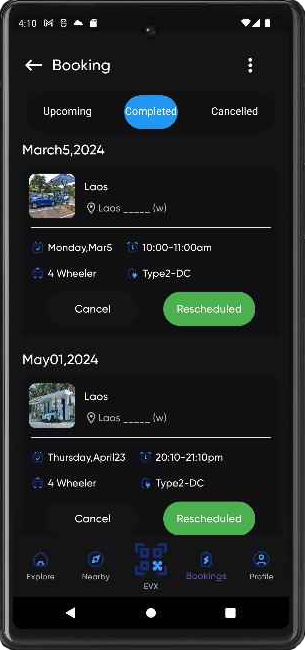 4:10
Booking
Upcoming Completed Cancelled
March5,2024
Laos
Laos _____ (w)
Monday,Mar5 10:00-11:00am
4 Wheeler Type2-DC
Cancel Rescheduled
May01,2024
Laos
Laos _____ (w)
Thursday,April23 20:10-21:10pm
4 Wheeler Type2-DC
Cancel Rescheduled
Explore Nearby EVX Bookings Profile